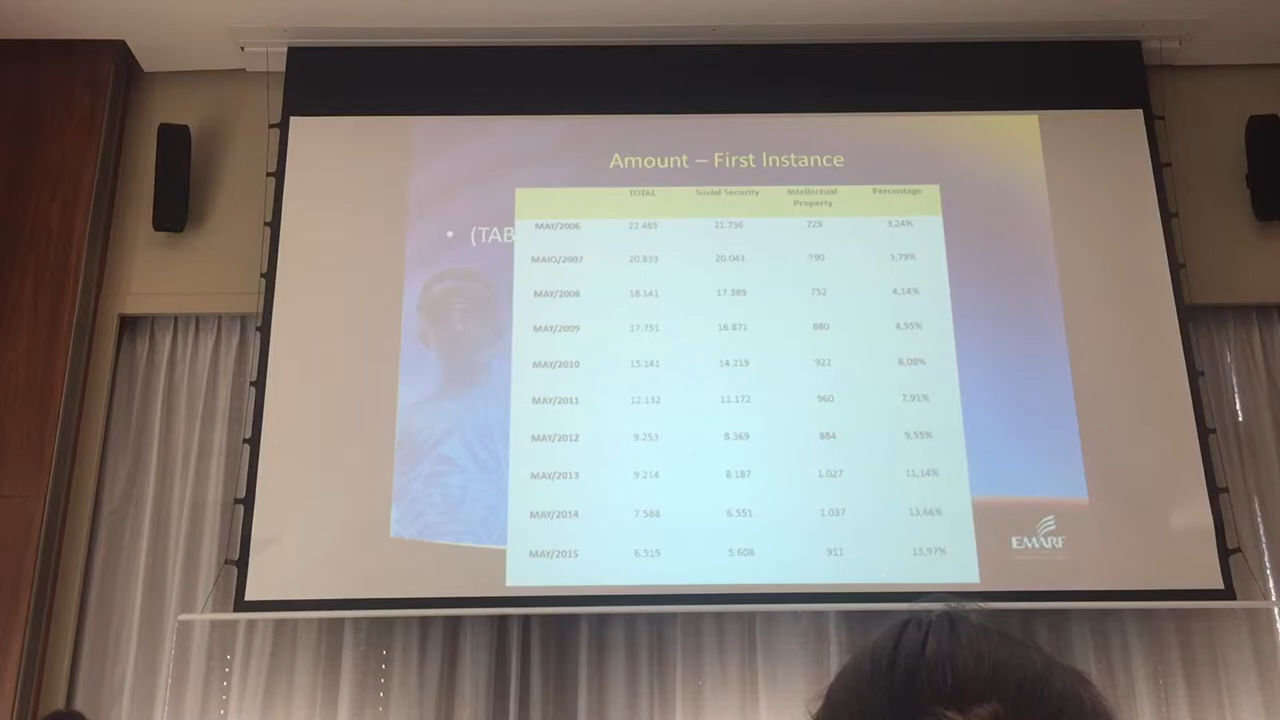 Amount – First Instance
• (TAB
TOTAL Social Security Intellectual Property Percentage
MAY/2006 22.465 21.736 729 3,24%
MAIO/2007 20.833 20.043 790 3,79%
MAY/2008 18.141 17.389 752 4,14%
MAY/2009 17.751 16.871 880 4,95%
MAY/2010 15.141 14.219 922 6,08%
MAY/2011 12.132 11.172 960 7,91%
MAY/2012 9.253 8.369 884 9,55%
MAY/2013 9.214 8.187 1.027 11,14%
MAY/2014 7.588 6.551 1.037 13,66%
MAY/2015 6.519 5.608 911 13,97%
EMARF